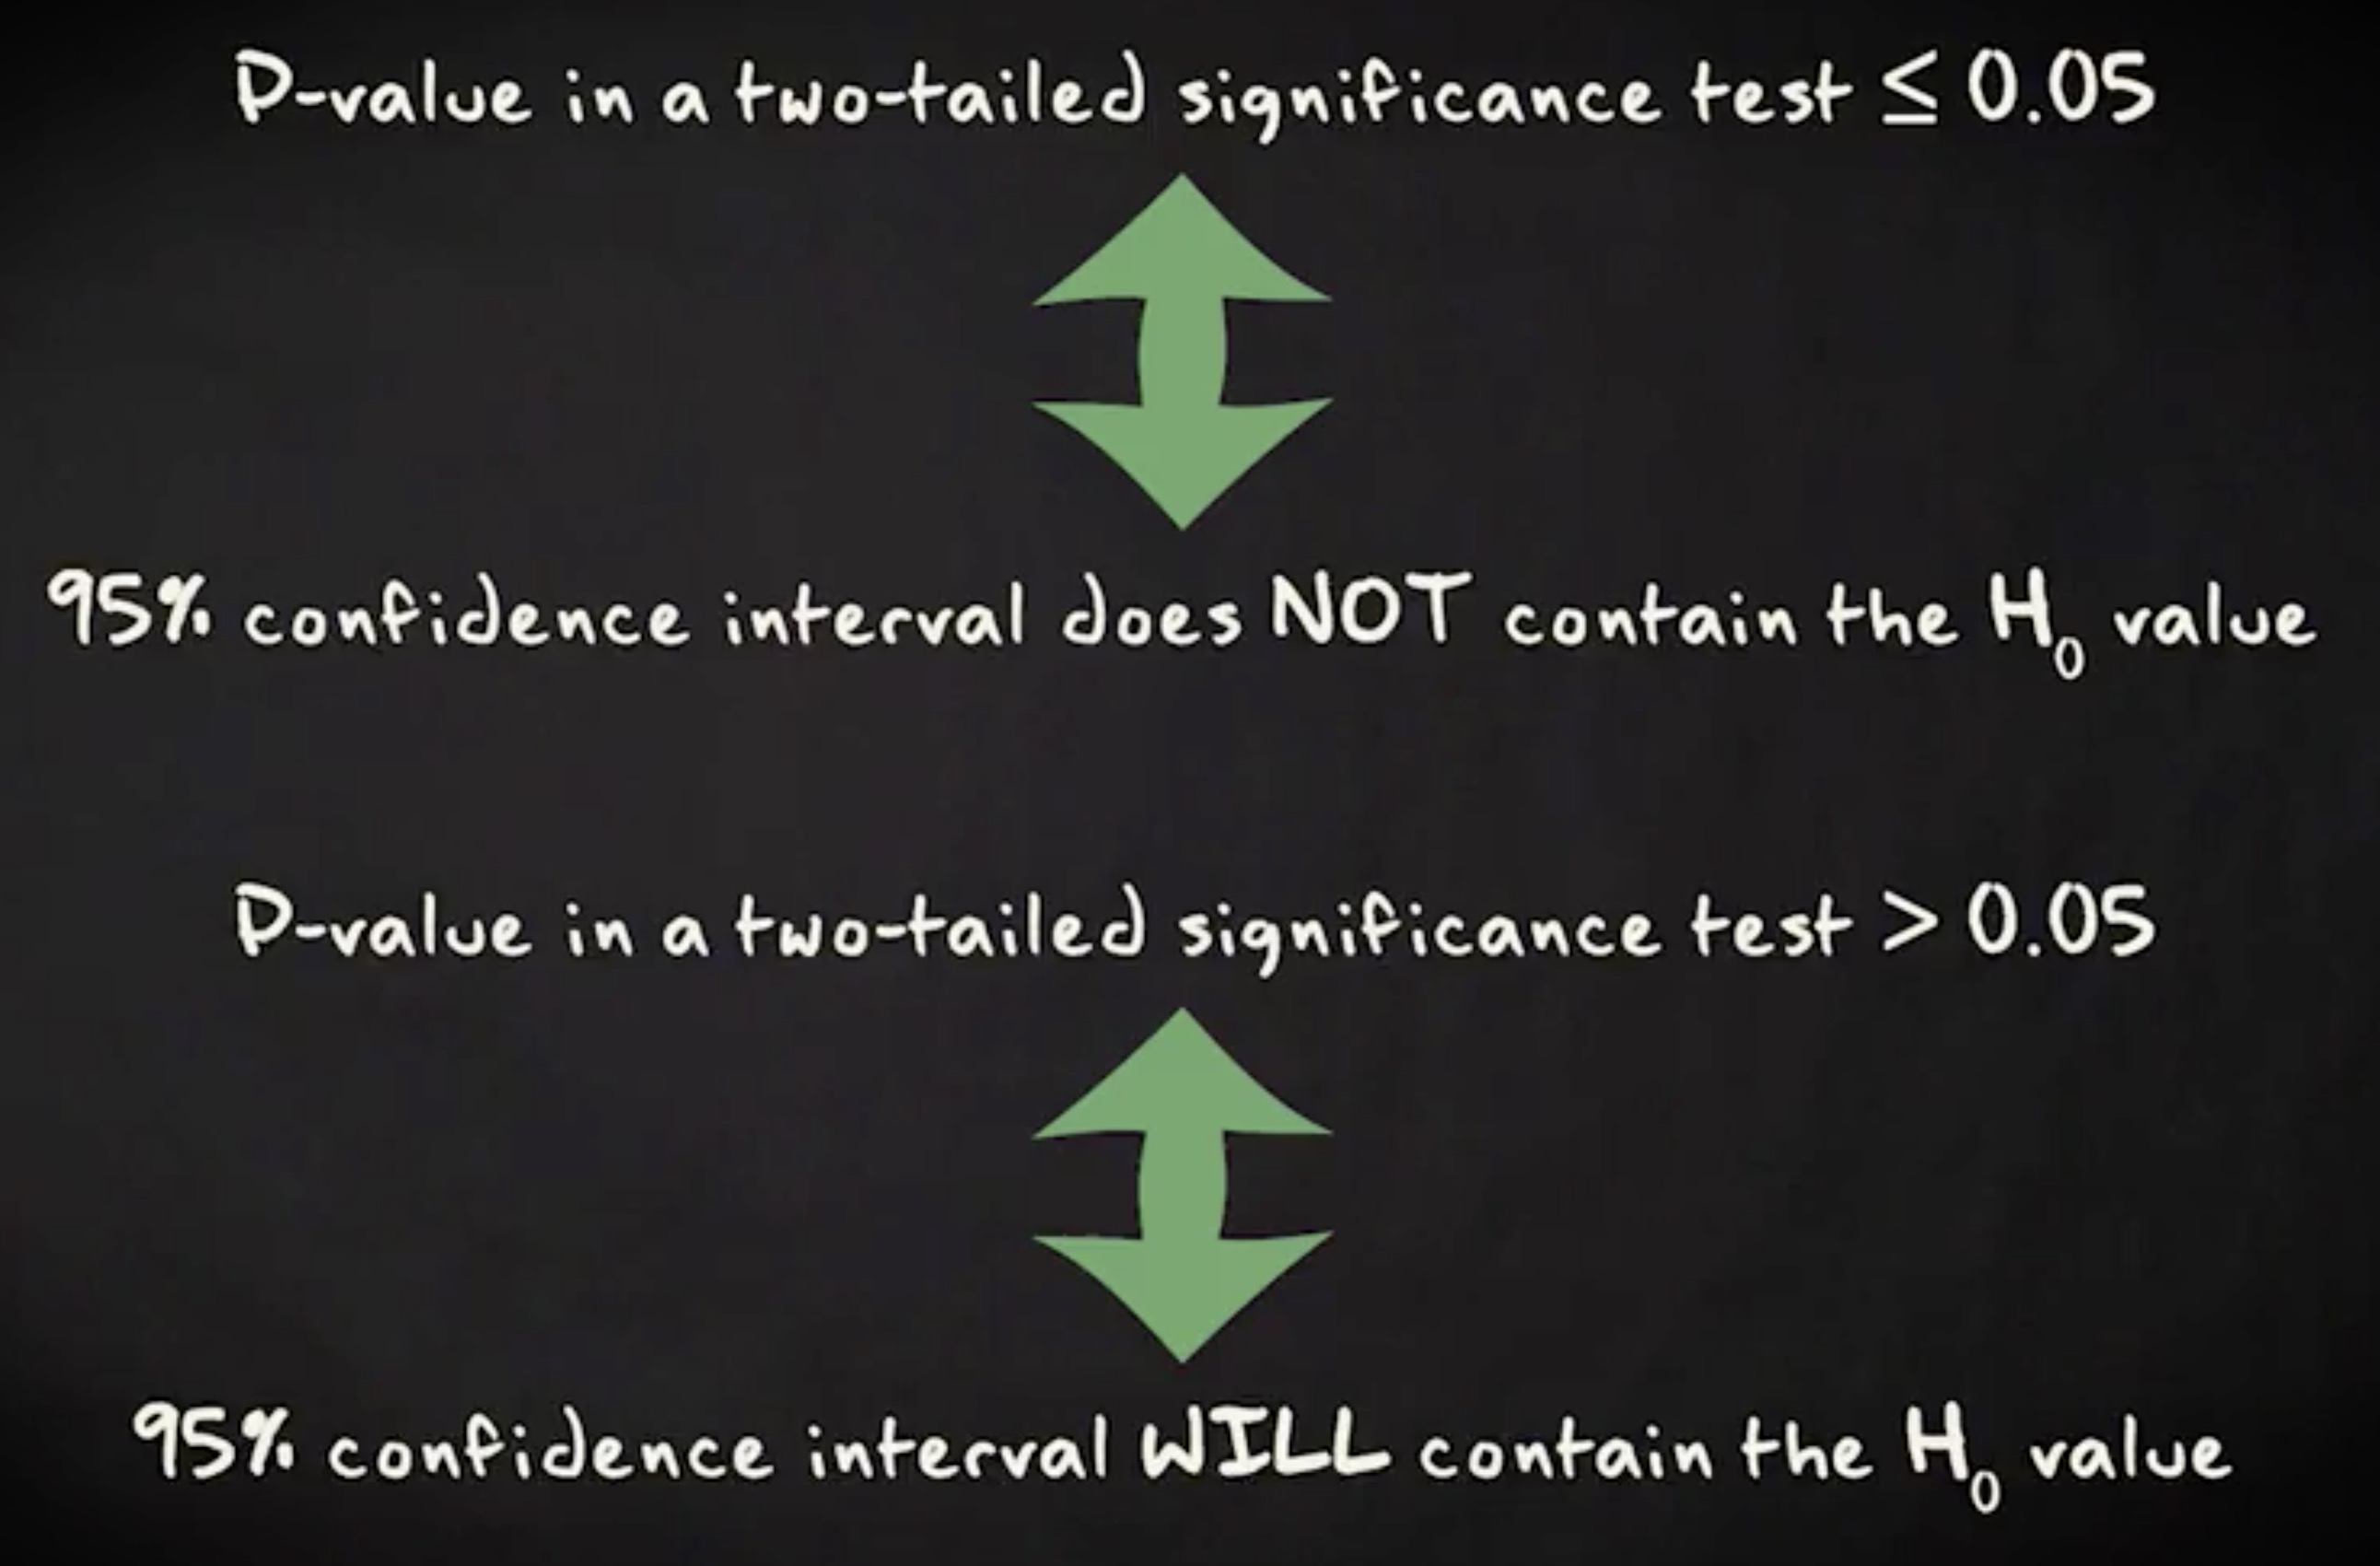 P-value in a two-tailed significance test ≤ 0.05
95% confidence interval does NOT contain the H₀ value
P-value in a two-tailed significance test > 0.05
95% confidence interval WILL contain the H₀ value